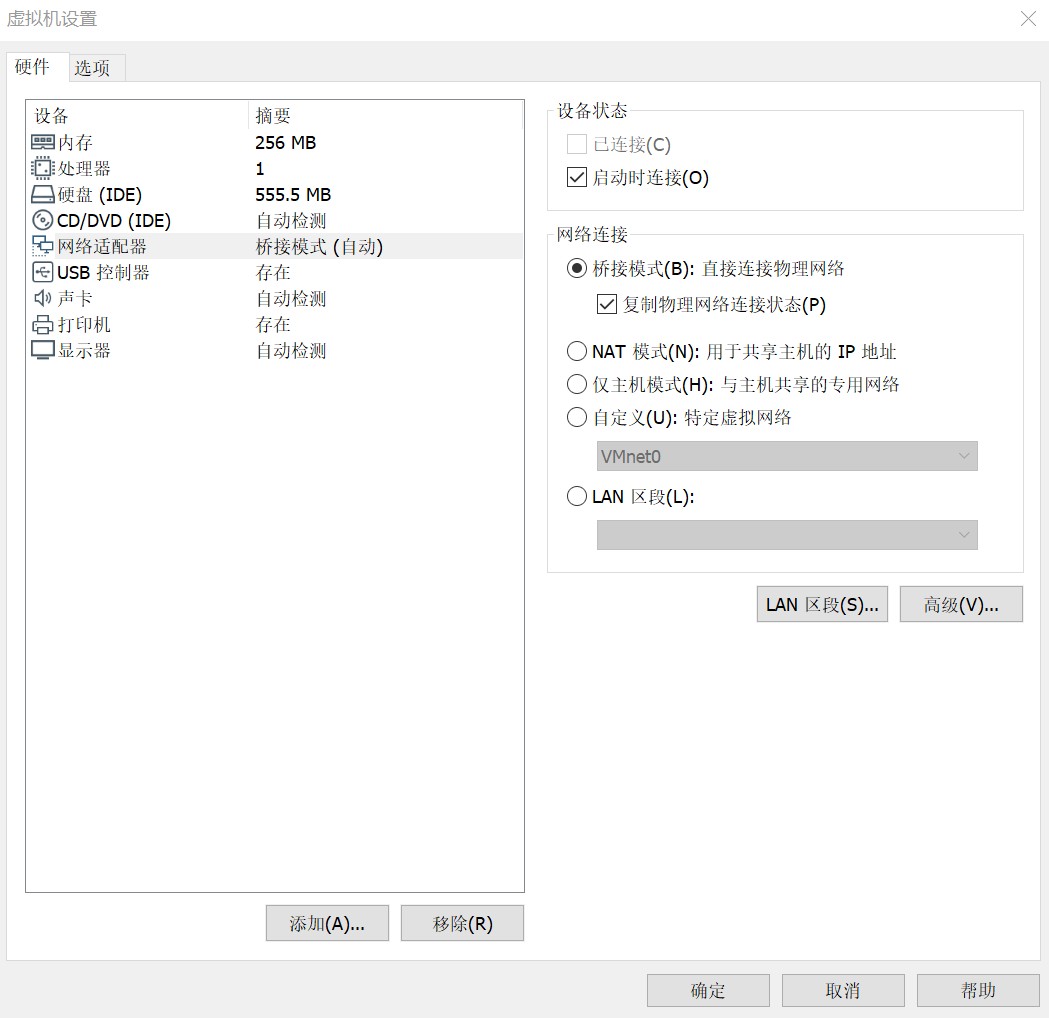 虚拟机设置
硬件 选项
设备 摘要
内存 256 MB
处理器 1
硬盘 (IDE) 555.5 MB
CD/DVD (IDE) 自动检测
网络适配器 桥接模式 (自动)
USB 控制器 存在
声卡 自动检测
打印机 存在
显示器 自动检测
添加(A)... 移除(R)
设备状态
已连接(C)
启动时连接(O)
网络连接
桥接模式(B): 直接连接物理网络
复制物理网络连接状态(P)
NAT 模式(N): 用于共享主机的 IP 地址
仅主机模式(H): 与主机共享的专用网络
自定义(U): 特定虚拟网络
VMnet0
LAN 区段(L):
LAN 区段(S)... 高级(V)...
确定 取消 帮助